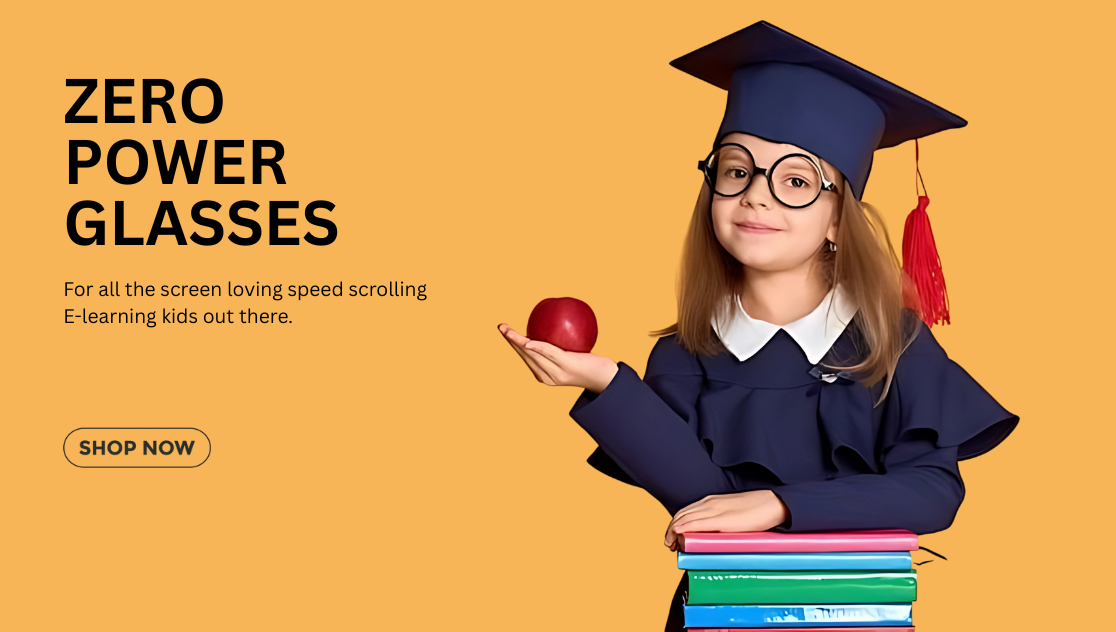 ZERO
POWER
GLASSES
For all the screen loving speed scrolling
E-learning kids out there.
SHOP NOW